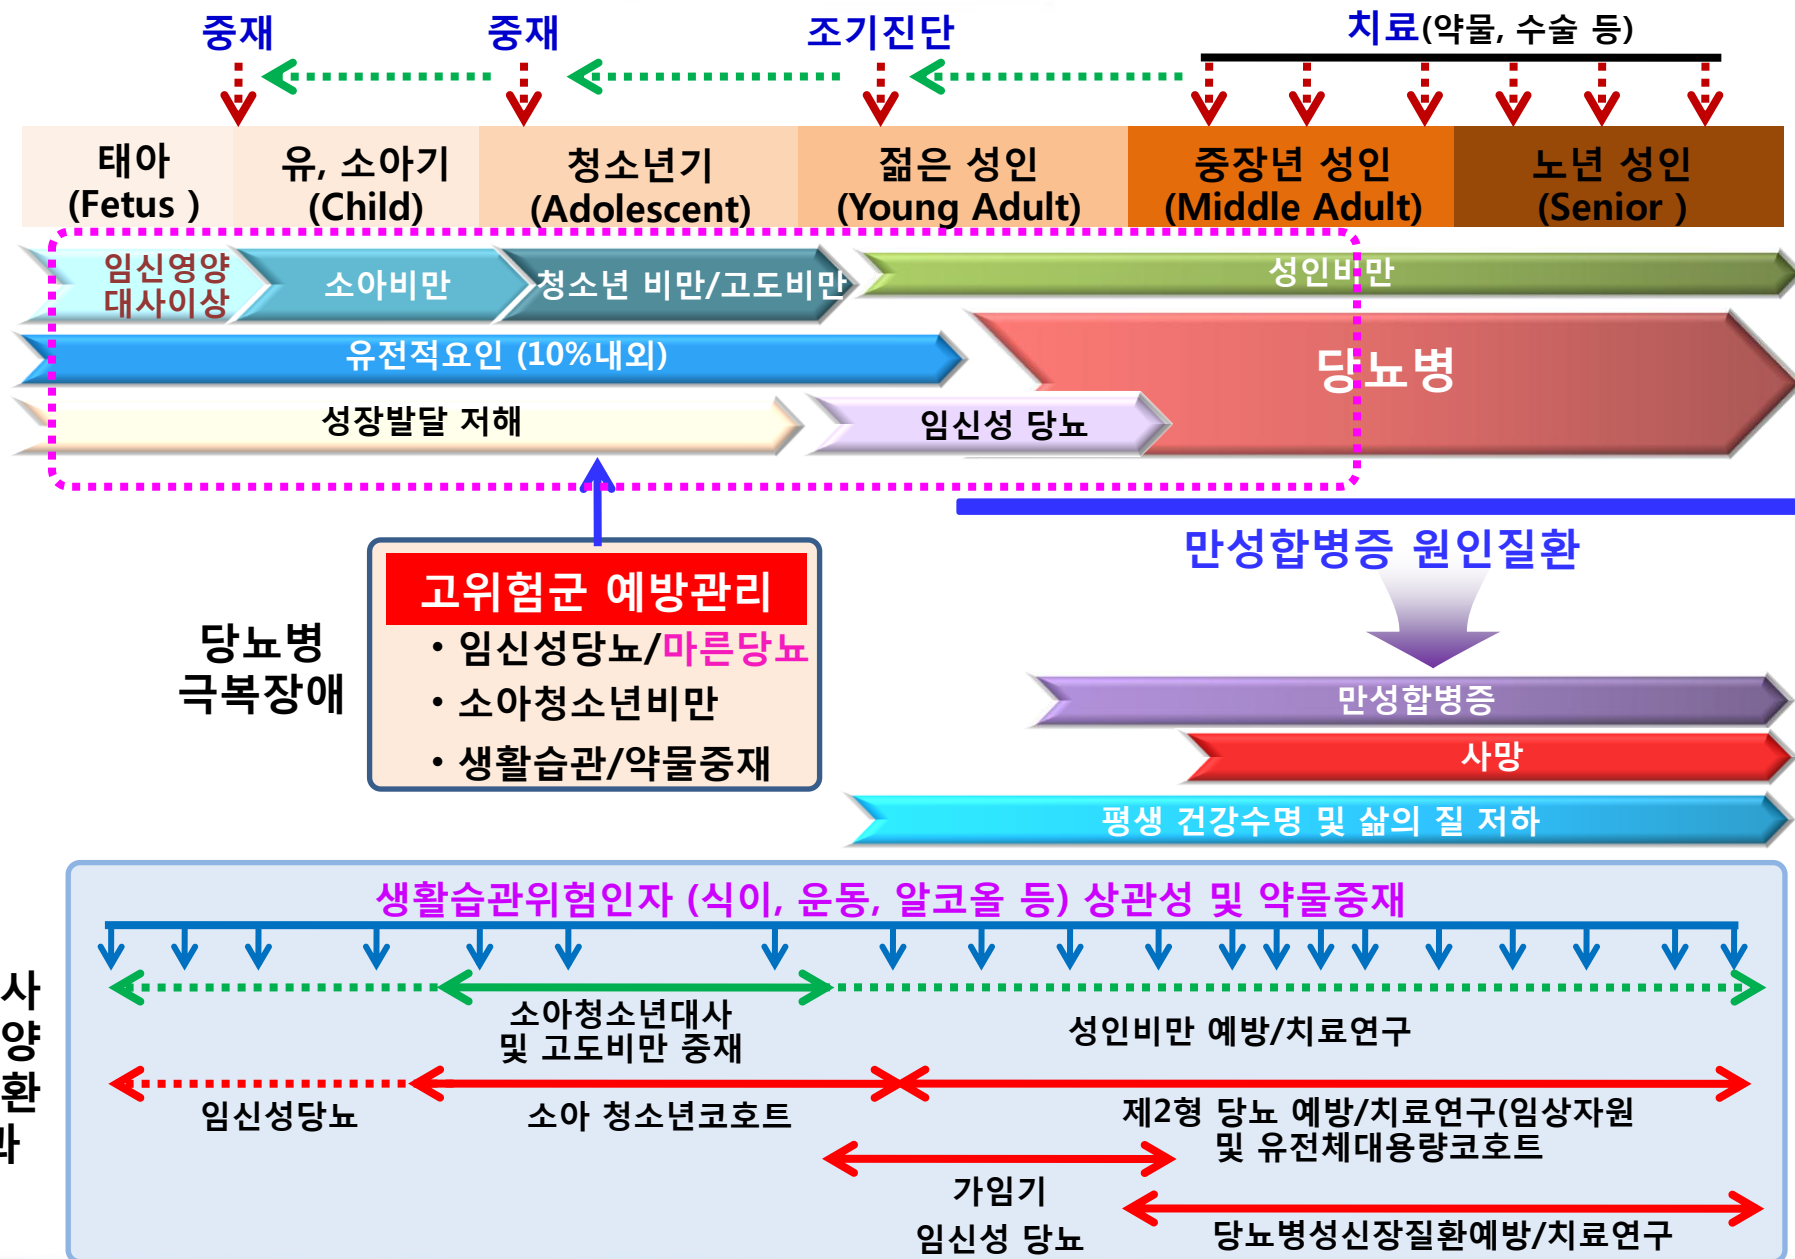 중재
중재
조기진단
치료(약물, 수술 등)
태아
(Fetus )
유, 소아기
(Child)
청소년기
(Adolescent)
젊은 성인
(Young Adult)
중장년 성인
(Middle Adult)
노년 성인
(Senior )
임신영양
대사이상
소아비만
청소년 비만/고도비만
성인비만
유전적요인 (10%내외)
당뇨병
성장발달 저해
임신성 당뇨
만성합병증 원인질환
고위험군 예방관리
• 임신성당뇨/마른당뇨
• 소아청소년비만
• 생활습관/약물중재
당뇨병
극복장애
만성합병증
사망
평생 건강수명 및 삶의 질 저하
생활습관위험인자 (식이, 운동, 알코올 등) 상관성 및 약물중재
사
양
환
소아청소년대사
및 고도비만 중재
성인비만 예방/치료연구
임신성당뇨
소아 청소년코호트
제2형 당뇨 예방/치료연구(임상자원
및 유전체대용량코호트
가임기
임신성 당뇨
당뇨병성신장질환예방/치료연구